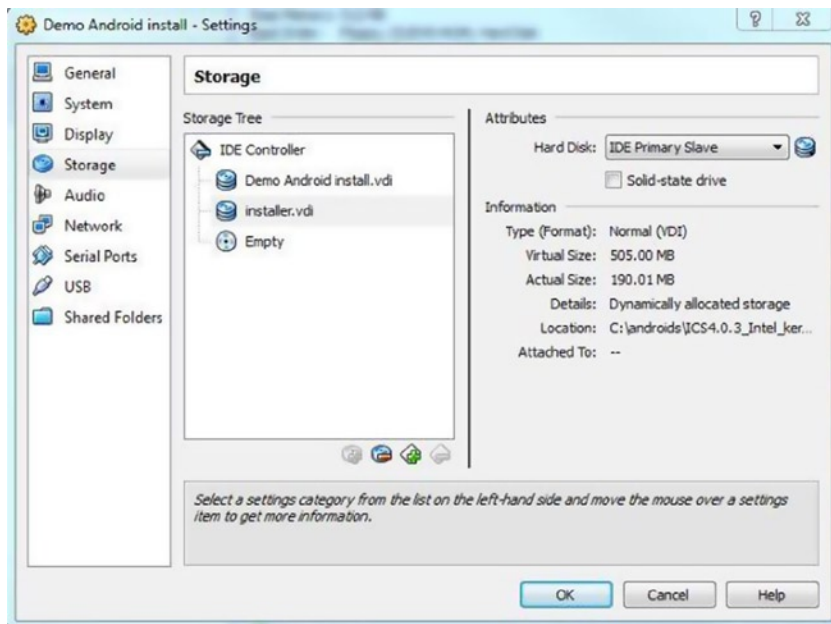 Demo Android install - Settings
General
System
Display
Storage
Audio
Network
Serial Ports
USB
Shared Folders
Storage
Storage Tree
IDE Controller
Demo Android install.vdi
installer.vdi
Empty
Attributes
Hard Disk: IDE Primary Slave
Solid-state drive
Information
Type (Format): Normal (VDI)
Virtual Size: 505.00 MB
Actual Size: 190.01 MB
Details: Dynamically allocated storage
Location: C:\androids\ICS4.0.3_Intel_ker...
Attached To: --
Select a settings category from the list on the left-hand side and move the mouse over a settings
item to get more information.
OK Cancel Help